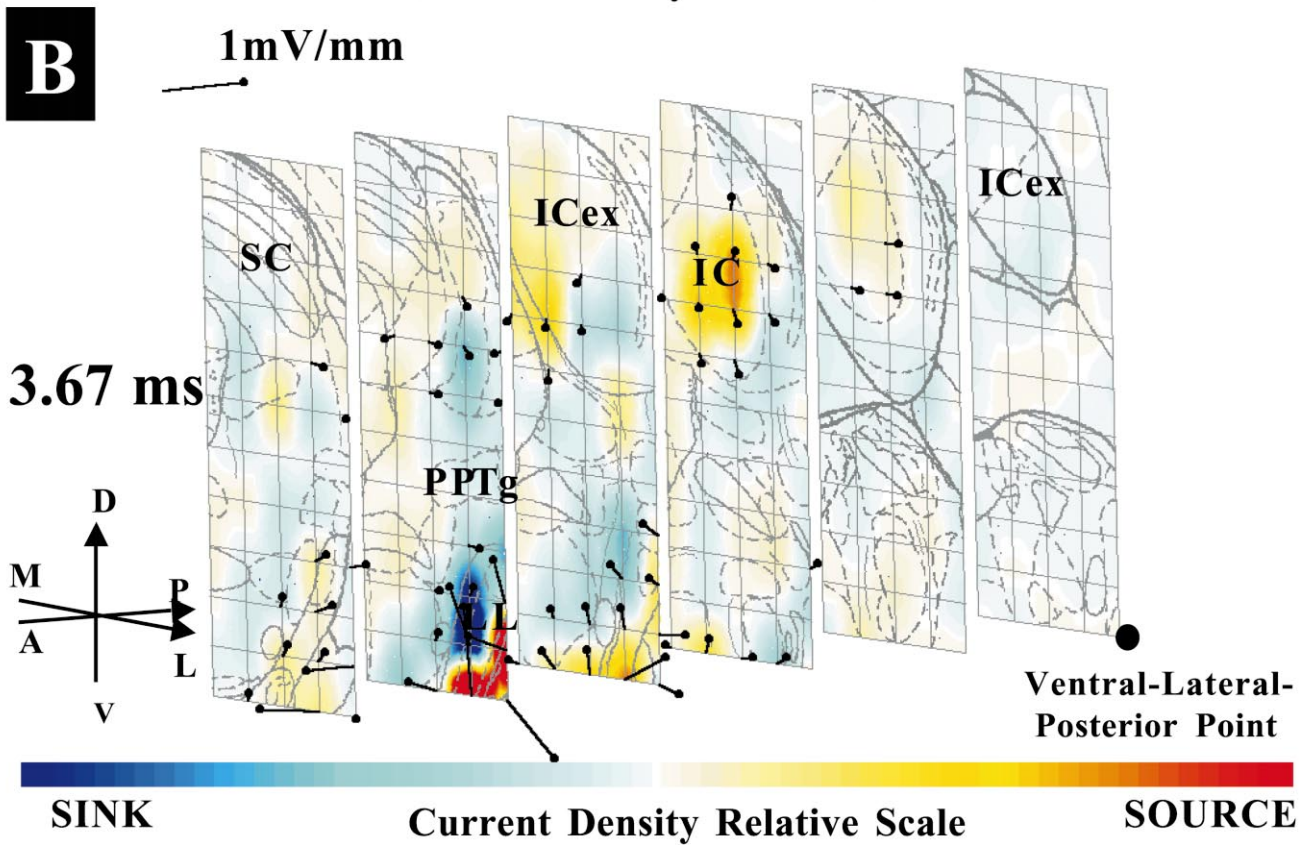 B
1mV/mm
SC
ICex
IC
ICex
3.67 ms
PPTg
LL
D
M
P
A
L
V
Ventral-Lateral-
Posterior Point
SINK
Current Density Relative Scale
SOURCE